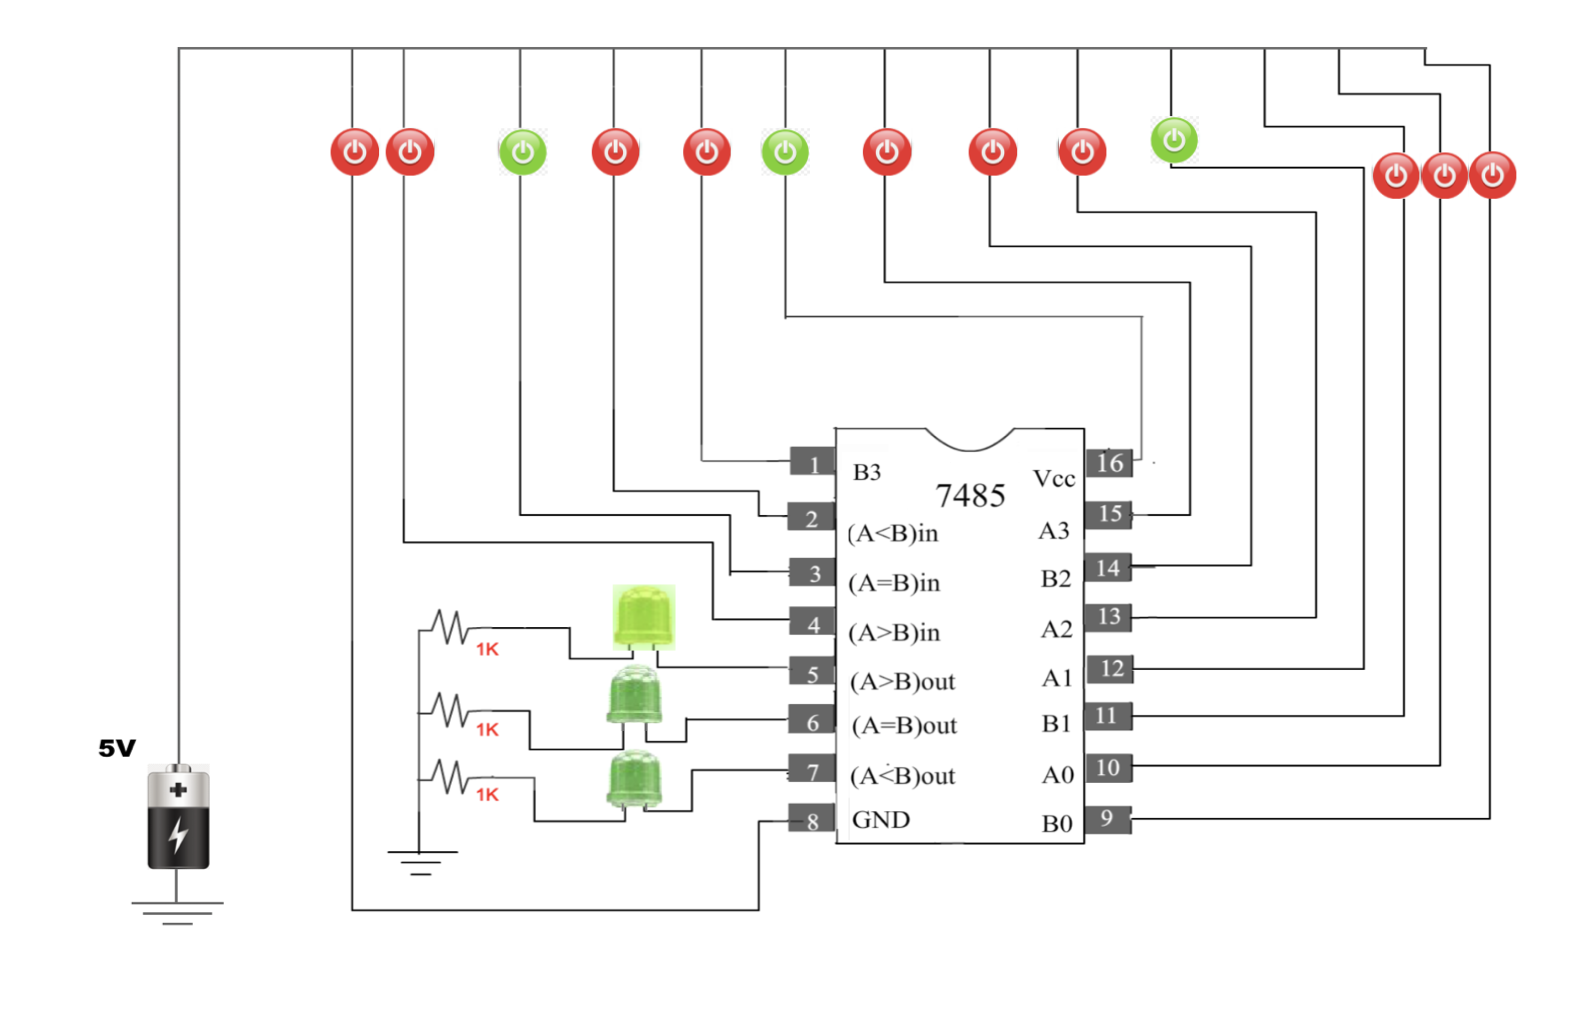 1 B3 Vcc 16
7485
2 (A<B)in A3 15
3 (A=B)in B2 14
4 (A>B)in A2 13
1K
5 (A>B)out A1 12
6 (A=B)out B1 11
1K
5V
7 (A<B)out A0 10
1K
8 GND B0 9